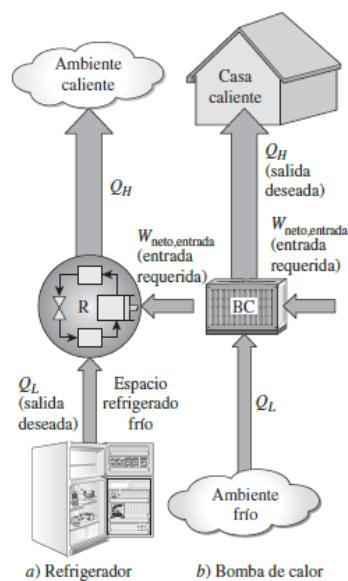 Ambiente
caliente
Q_H
W_neto,entrada
(entrada
requerida)
R
Q_L
(salida
deseada)
Espacio
refrigerado
frío
a) Refrigerador
Casa
caliente
Q_H
(salida
deseada)
W_neto,entrada
(entrada
requerida)
BC
Q_L
Ambiente
frío
b) Bomba de calor